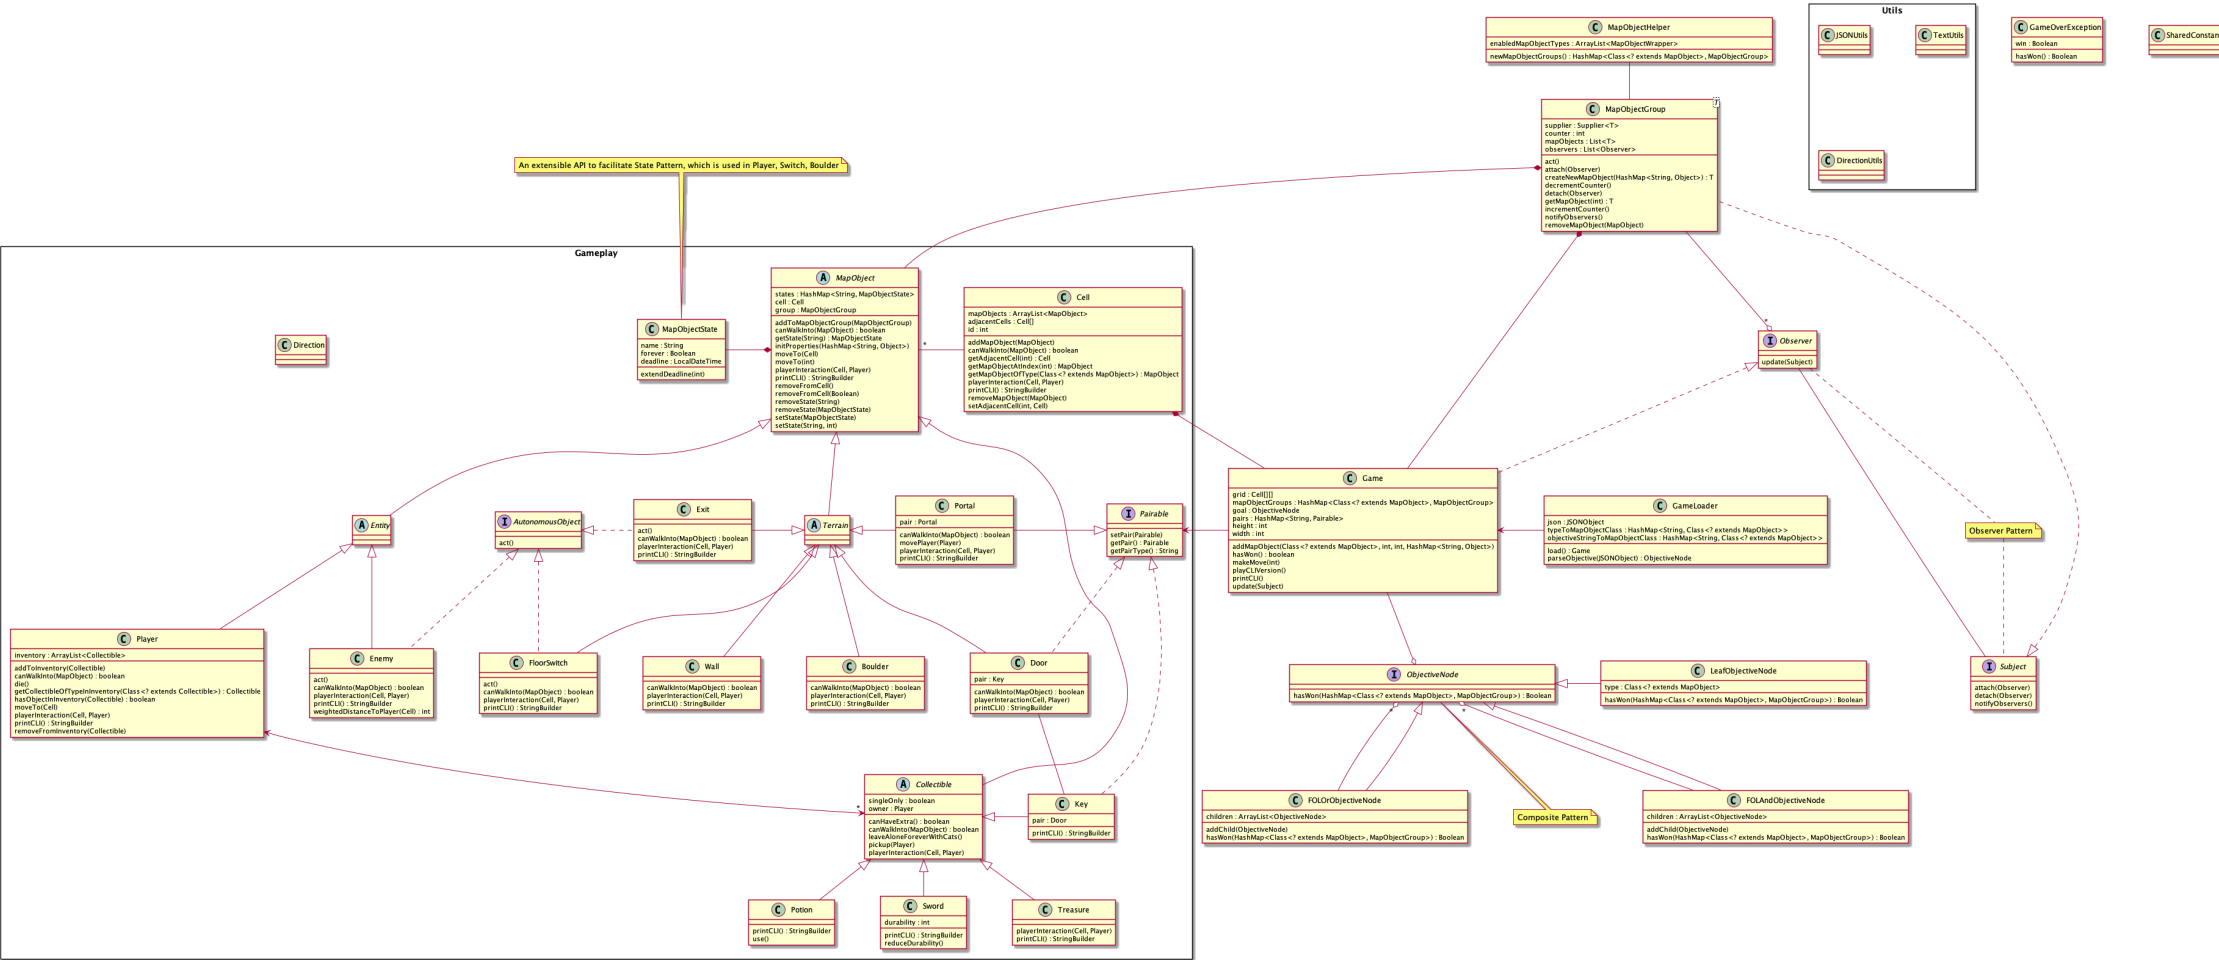 Utils
C JSONUtils
C TextUtils
C DirectionUtils
C GameOverException
win : Boolean
hasWon() : Boolean
C SharedConstan
C MapObjectHelper
enabledMapObjectTypes : ArrayList<MapObjectWrapper>
newMapObjectGroups() : HashMap<Class<? extends MapObject>, MapObjectGroup>
C MapObjectGroup T
supplier : Supplier<T>
counter : int
mapObjects : List<T>
observers : List<Observer>
act()
attach(Observer)
createNewMapObject(HashMap<String, Object>) : T
decrementCounter()
detach(Observer)
getMapObject(int) : T
incrementCounter()
notifyObservers()
removeMapObject(MapObject)
An extensible API to facilitate State Pattern, which is used in Player, Switch, Boulder
Gameplay
A MapObject
states : HashMap<String, MapObjectState>
cell : Cell
group : MapObjectGroup
addToMapObjectGroup(MapObjectGroup)
canWalkInto(MapObject) : boolean
getState(String) : MapObjectState
initProperties(HashMap<String, Object>)
moveTo(Cell)
moveTo(int)
playerInteraction(Cell, Player)
printCLI() : StringBuilder
removeFromCell()
removeFromCell(Boolean)
removeState(String)
removeState(MapObjectState)
setState(MapObjectState)
setState(String, int)
*
C Cell
mapObjects : ArrayList<MapObject>
adjacentCells : Cell[]
id : int
addMapObject(MapObject)
canWalkInto(MapObject) : boolean
getAdjacentCell(int) : Cell
getMapObjectAtIndex(int) : MapObject
getMapObjectOfType(Class<? extends MapObject>) : MapObject
playerInteraction(Cell, Player)
printCLI() : StringBuilder
removeMapObject(MapObject)
setAdjacentCell(int, Cell)
C MapObjectState
name : String
forever : Boolean
deadline : LocalDateTime
extendDeadline(int)
C Direction
*
I Observer
update(Subject)
A Entity
I AutonomousObject
act()
C Exit
act()
canWalkInto(MapObject) : boolean
playerInteraction(Cell, Player)
printCLI() : StringBuilder
A Terrain
C Portal
pair : Portal
canWalkInto(MapObject) : boolean
movePlayer(Player)
playerInteraction(Cell, Player)
printCLI() : StringBuilder
I Pairable
setPair(Pairable)
getPair() : Pairable
getPairType() : String
C Game
grid : Cell[][]
mapObjectGroups : HashMap<Class<? extends MapObject>, MapObjectGroup>
goal : ObjectiveNode
pairs : HashMap<String, Pairable>
height : int
width : int
addMapObject(Class<? extends MapObject>, int, int, HashMap<String, Object>)
hasWon() : boolean
makeMove(int)
playCLIVersion()
printCLI()
update(Subject)
C GameLoader
json : JSONObject
typeToMapObjectClass : HashMap<String, Class<? extends MapObject>>
objectiveStringToMapObjectClass : HashMap<String, Class<? extends MapObject>>
load() : Game
parseObjective(JSONObject) : ObjectiveNode
Observer Pattern
C Player
inventory : ArrayList<Collectible>
addToInventory(Collectible)
canWalkInto(MapObject) : boolean
die()
getCollectibleOfTypeInInventory(Class<? extends Collectible>) : Collectible
hasObjectInInventory(Collectible) : boolean
moveTo(Cell)
playerInteraction(Cell, Player)
printCLI() : StringBuilder
removeFromInventory(Collectible)
C Enemy
act()
canWalkInto(MapObject) : boolean
playerInteraction(Cell, Player)
printCLI() : StringBuilder
weightedDistanceToPlayer(Cell) : int
C FloorSwitch
act()
canWalkInto(MapObject) : boolean
playerInteraction(Cell, Player)
printCLI() : StringBuilder
C Wall
canWalkInto(MapObject) : boolean
playerInteraction(Cell, Player)
printCLI() : StringBuilder
C Boulder
canWalkInto(MapObject) : boolean
playerInteraction(Cell, Player)
printCLI() : StringBuilder
C Door
pair : Key
canWalkInto(MapObject) : boolean
playerInteraction(Cell, Player)
printCLI() : StringBuilder
I ObjectiveNode
hasWon(HashMap<Class<? extends MapObject>, MapObjectGroup>) : Boolean
C LeafObjectiveNode
type : Class<? extends MapObject>
hasWon(HashMap<Class<? extends MapObject>, MapObjectGroup>) : Boolean
I Subject
attach(Observer)
detach(Observer)
notifyObservers()
*
*
*
A Collectible
singleOnly : boolean
owner : Player
canHaveExtra() : boolean
canWalkInto(MapObject) : boolean
leaveAloneForeverWithCats()
pickup(Player)
playerInteraction(Cell, Player)
C Key
pair : Door
printCLI() : StringBuilder
C FOLOrObjectiveNode
children : ArrayList<ObjectiveNode>
addChild(ObjectiveNode)
hasWon(HashMap<Class<? extends MapObject>, MapObjectGroup>) : Boolean
Composite Pattern
C FOLAndObjectiveNode
children : ArrayList<ObjectiveNode>
addChild(ObjectiveNode)
hasWon(HashMap<Class<? extends MapObject>, MapObjectGroup>) : Boolean
C Potion
printCLI() : StringBuilder
use()
C Sword
durability : int
printCLI() : StringBuilder
reduceDurability()
C Treasure
playerInteraction(Cell, Player)
printCLI() : StringBuilder